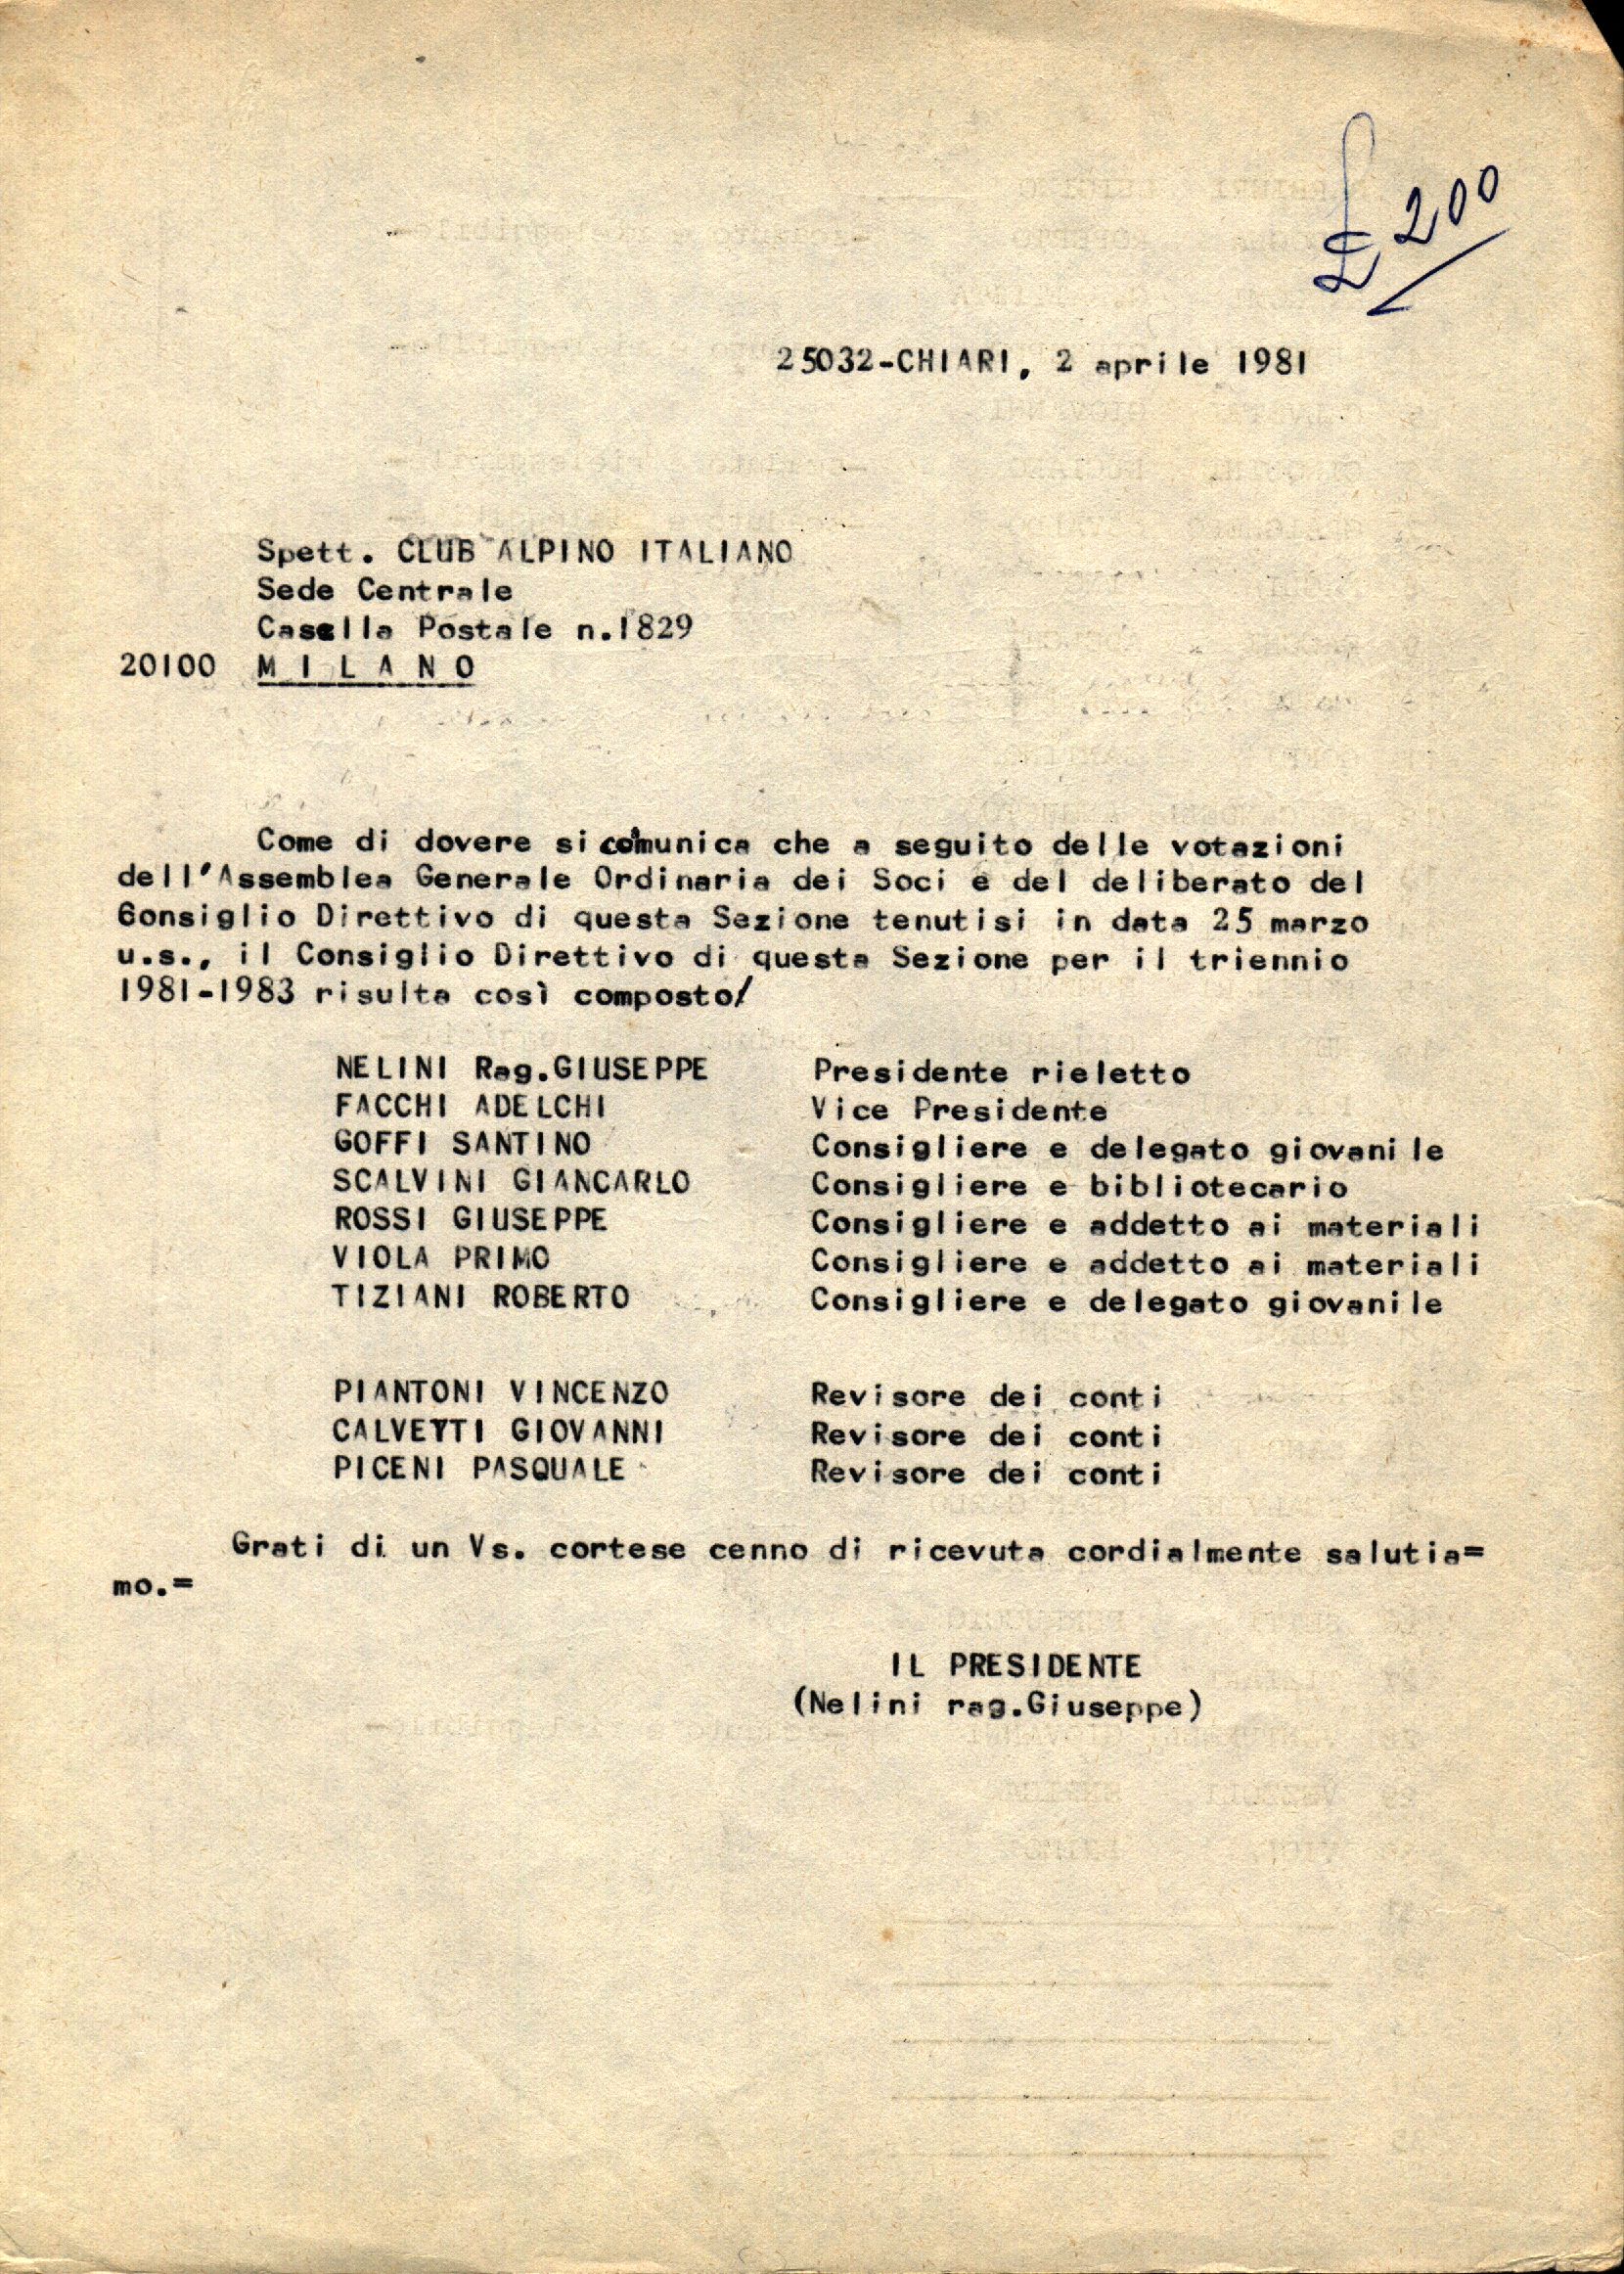 £ 200
25032-CHIARI, 2 aprile 1981
Spett. CLUB ALPINO ITALIANO
Sede Centrale
Casella Postale n.1829
20100 M I L A N O
Come di dovere si comunica che a seguito delle votazioni
dell'Assemblea Generale Ordinaria dei Soci e del deliberato del
Gonsiglio Direttivo di questa Sezione tenutisi in data 25 marzo
u.s., il Consiglio Direttivo di questa Sezione per il triennio
1981-1983 risulta così composto/
NELINI Rag.GIUSEPPE Presidente rieletto
FACCHI ADELCHI Vice Presidente
GOFFI SANTINO Consigliere e delegato giovanile
SCALVINI GIANCARLO Consigliere e bibliotecario
ROSSI GIUSEPPE Consigliere e addetto ai materiali
VIOLA PRIMO Consigliere e addetto ai materiali
TIZIANI ROBERTO Consigliere e delegato giovanile
PIANTONI VINCENZO Revisore dei conti
CALVETTI GIOVANNI Revisore dei conti
PICENI PASQUALE Revisore dei conti
Grati di un Vs. cortese cenno di ricevuta cordialmente salutia=
mo.=
IL PRESIDENTE
(Nelini rag.Giuseppe)